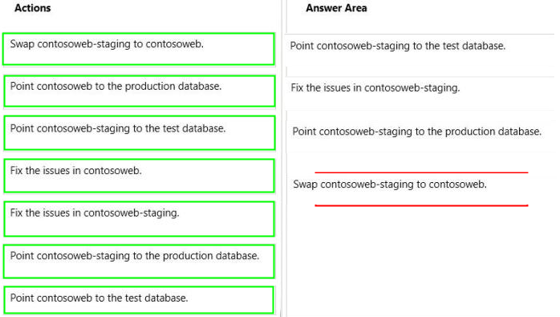 Actions
Swap contosoweb-staging to contosoweb.
Point contosoweb to the production database.
Point contosoweb-staging to the test database.
Fix the issues in contosoweb.
Fix the issues in contosoweb-staging.
Point contosoweb-staging to the production database.
Point contosoweb to the test database.
Answer Area
Point contosoweb-staging to the test database.
Fix the issues in contosoweb-staging.
Point contosoweb-staging to the production database.
Swap contosoweb-staging to contosoweb.